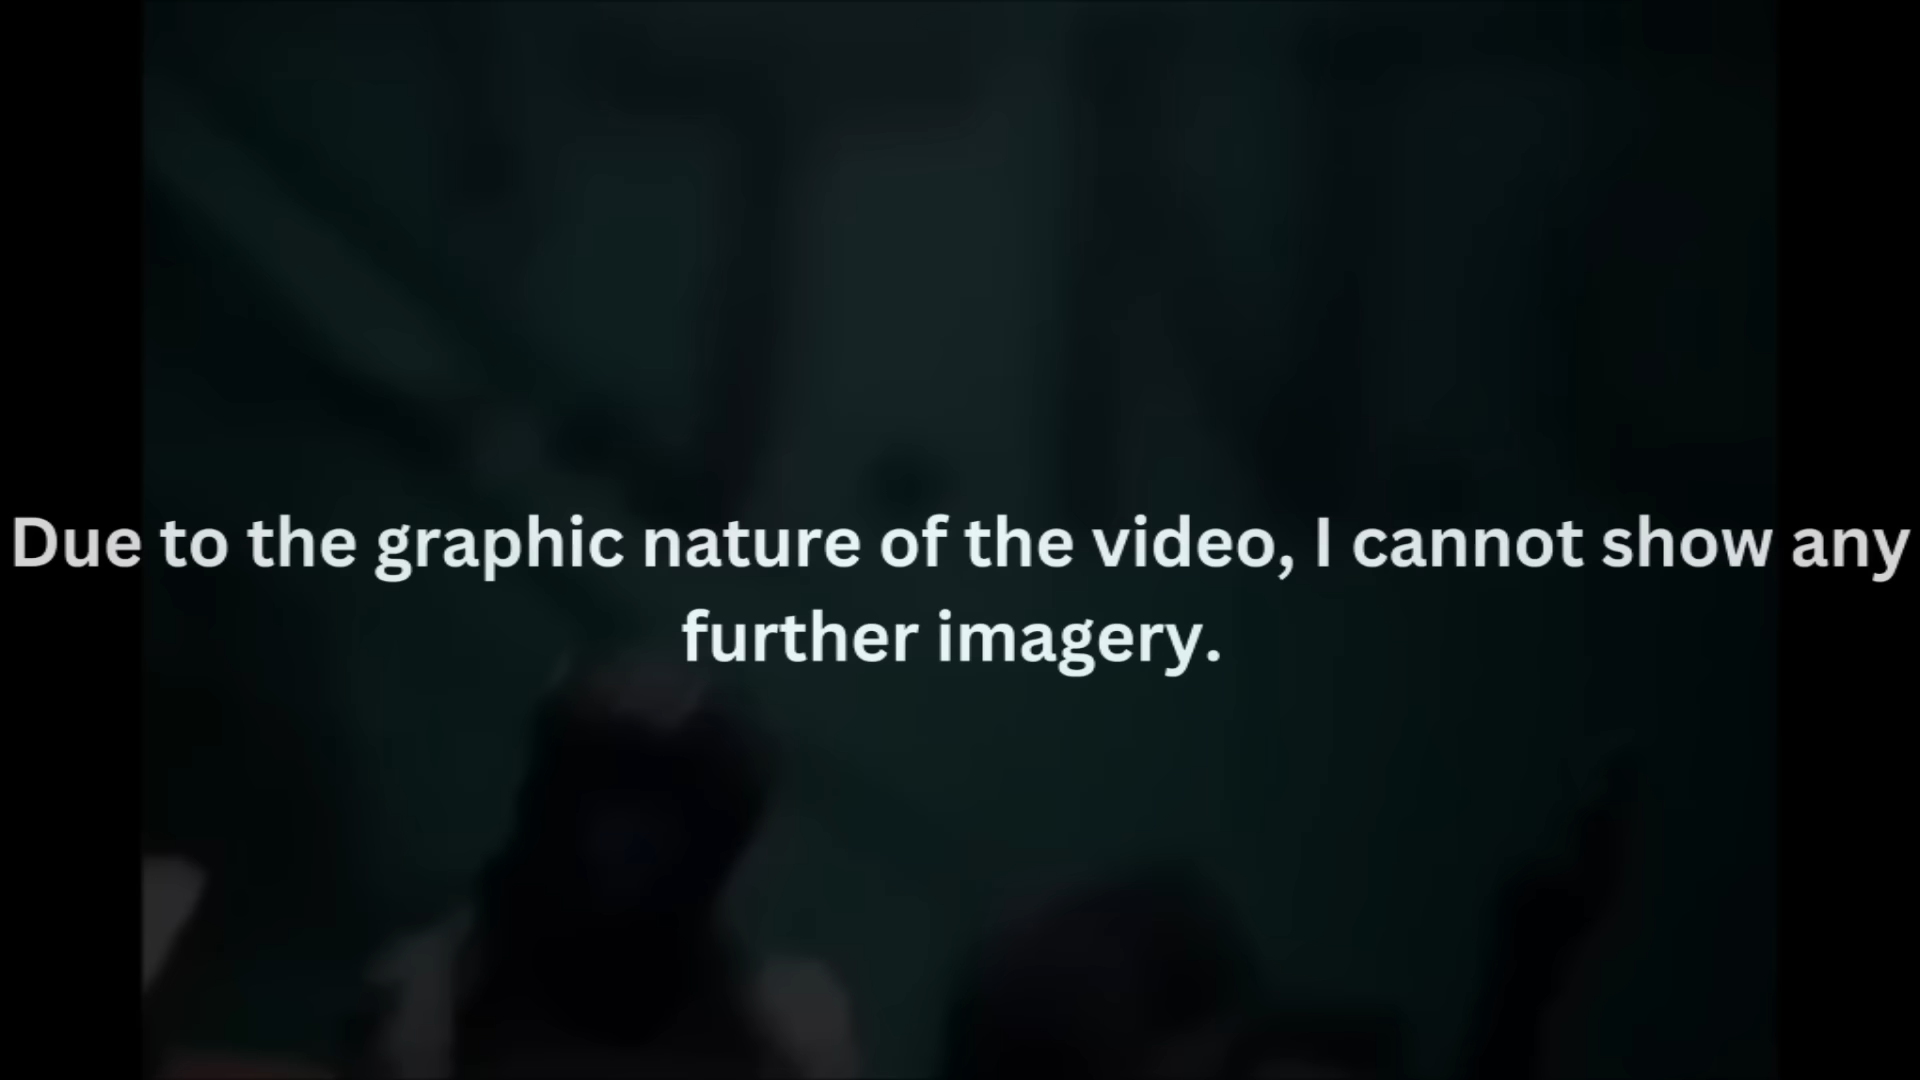 Due to the graphic nature of the video, I cannot show any
further imagery.